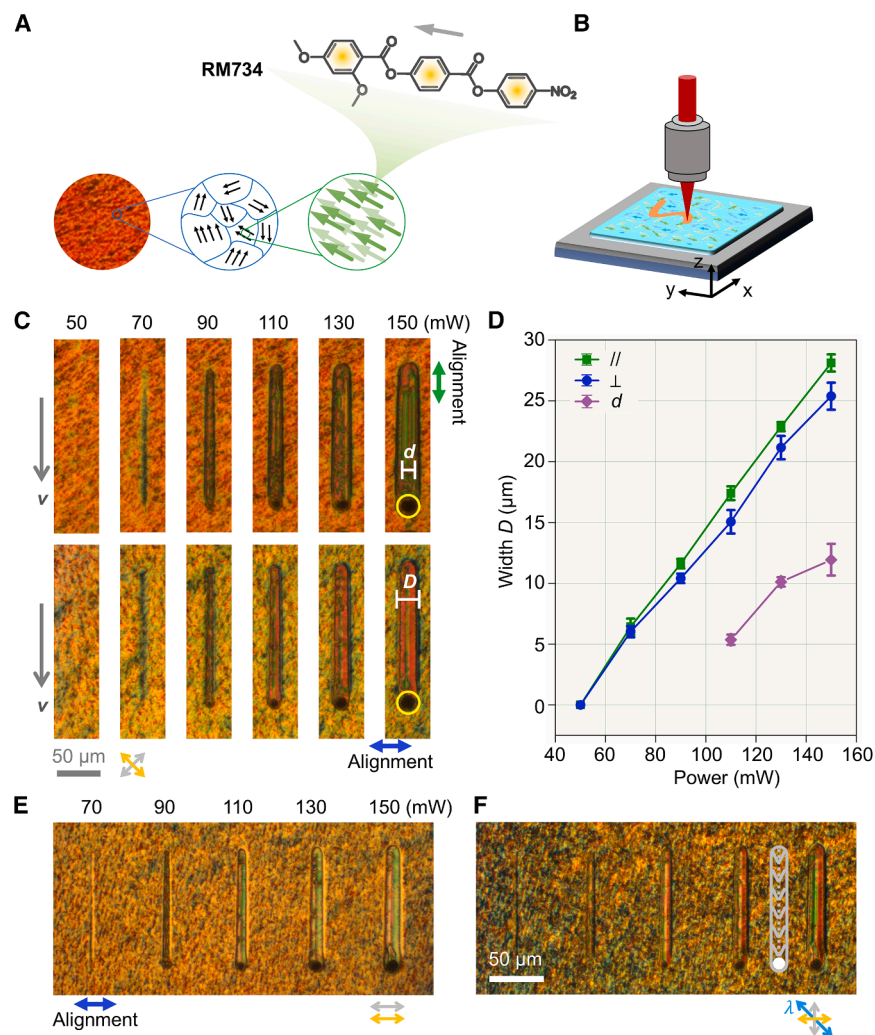 A
RM734
O
O
O
O
O
O
NO₂
B
z
y
x
C
50 70 90 110 130 150 (mW)
Alignment
v
d
v
D
50 μm
Alignment
D
Width D (μm)
30
25
20
15
10
5
0
//
⊥
d
40 60 80 100 120 140 160
Power (mW)
E
70 90 110 130 150 (mW)
Alignment
F
50 μm
λ